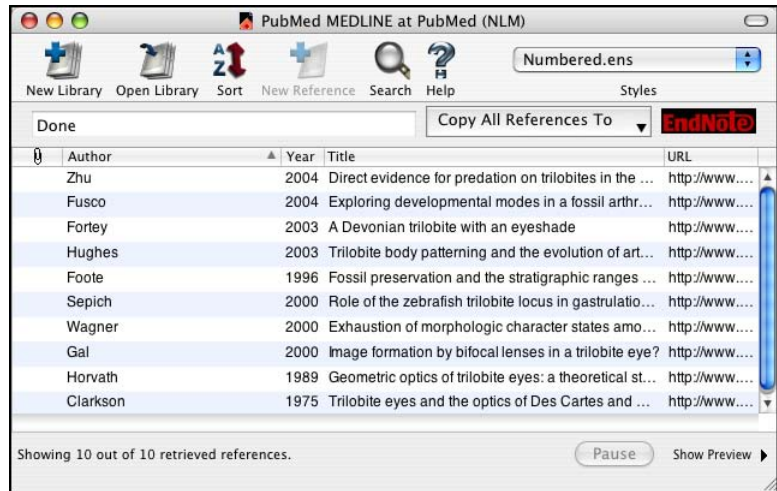 PubMed MEDLINE at PubMed (NLM)
New Library Open Library Sort New Reference Search Help Numbered.ens Styles
Done Copy All References To EndNote
Author Year Title URL
Zhu 2004 Direct evidence for predation on trilobites in the ... http://www....
Fusco 2004 Exploring developmental modes in a fossil arthr... http://www....
Fortey 2003 A Devonian trilobite with an eyeshade http://www....
Hughes 2003 Trilobite body patterning and the evolution of art... http://www....
Foote 1996 Fossil preservation and the stratigraphic ranges ... http://www....
Sepich 2000 Role of the zebrafish trilobite locus in gastrulatio... http://www....
Wagner 2000 Exhaustion of morphologic character states amo... http://www....
Gal 2000 Image formation by bifocal lenses in a trilobite eye? http://www....
Horvath 1989 Geometric optics of trilobite eyes: a theoretical st... http://www....
Clarkson 1975 Trilobite eyes and the optics of Des Cartes and ... http://www....
Showing 10 out of 10 retrieved references. Pause Show Preview